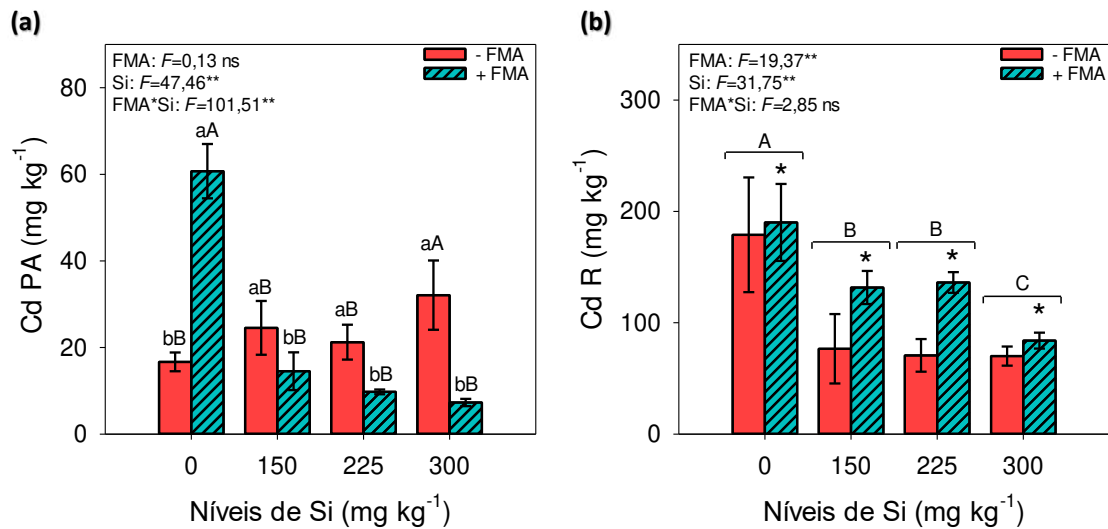 (a)
FMA: F=0,13 ns
Si: F=47,46**
FMA*Si: F=101,51**
- FMA
+ FMA
80
60
40
20
0
Cd PA (mg kg-1)
bB
aA
aB
bB
aB
bB
aA
bB
0 150 225 300
Níveis de Si (mg kg-1)
(b)
FMA: F=19,37**
Si: F=31,75**
FMA*Si: F=2,85 ns
- FMA
+ FMA
300
200
100
0
Cd R (mg kg-1)
A
*
B
*
B
*
C
*
0 150 225 300
Níveis de Si (mg kg-1)